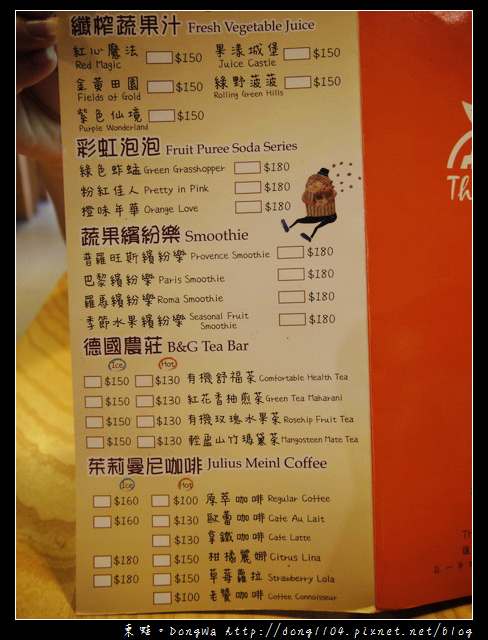 纖榨蔬果汁 Fresh Vegetable Juice
紅心魔法 $150 果漾城堡 $150
Red Magic Juice Castle
金黃田園 $150 綠野菠菠 $150
Fields of Gold Rolling Green Hills
紫色仙境 $150
Purple Wonderland
彩虹泡泡 Fruit Puree Soda Series
綠色蚱蜢 Green Grasshopper $180
粉紅佳人 Pretty in Pink $180
橙味年華 Orange Love $180
蔬果繽紛樂 Smoothie
普羅旺斯繽紛樂 Provence Smoothie $180
巴黎繽紛樂 Paris Smoothie $180
羅馬繽紛樂 Roma Smoothie $180
季節水果繽紛樂 Seasonal Fruit Smoothie $180
德國農莊 B&G Tea Bar
Ice Hot
$150 $130 有機舒福茶 Comfortable Health Tea
$150 $130 紅花香柚煎茶 Green Tea Maharani
$150 $130 有機玫瑰水果茶 Rosehip Fruit Tea
$150 $130 輕盈山竹瑪黛茶 Mangosteen Mate Tea
茱莉曼尼咖啡 Julius Meinl Coffee
Ice Hot
$160 $100 原萃咖啡 Regular Coffee
$160 $130 歐蕾咖啡 Cafe Au Lait
$130 拿鐵咖啡 Cafe Latte
$180 $150 柑橘麗娜 Citrus Lina
$180 $150 草莓蘿拉 Strawberry Lola
$100 老饕咖啡 Coffee Connoisseur
Th
Th
東蛙。DongWa http://dong1104.pixnet.net/blog